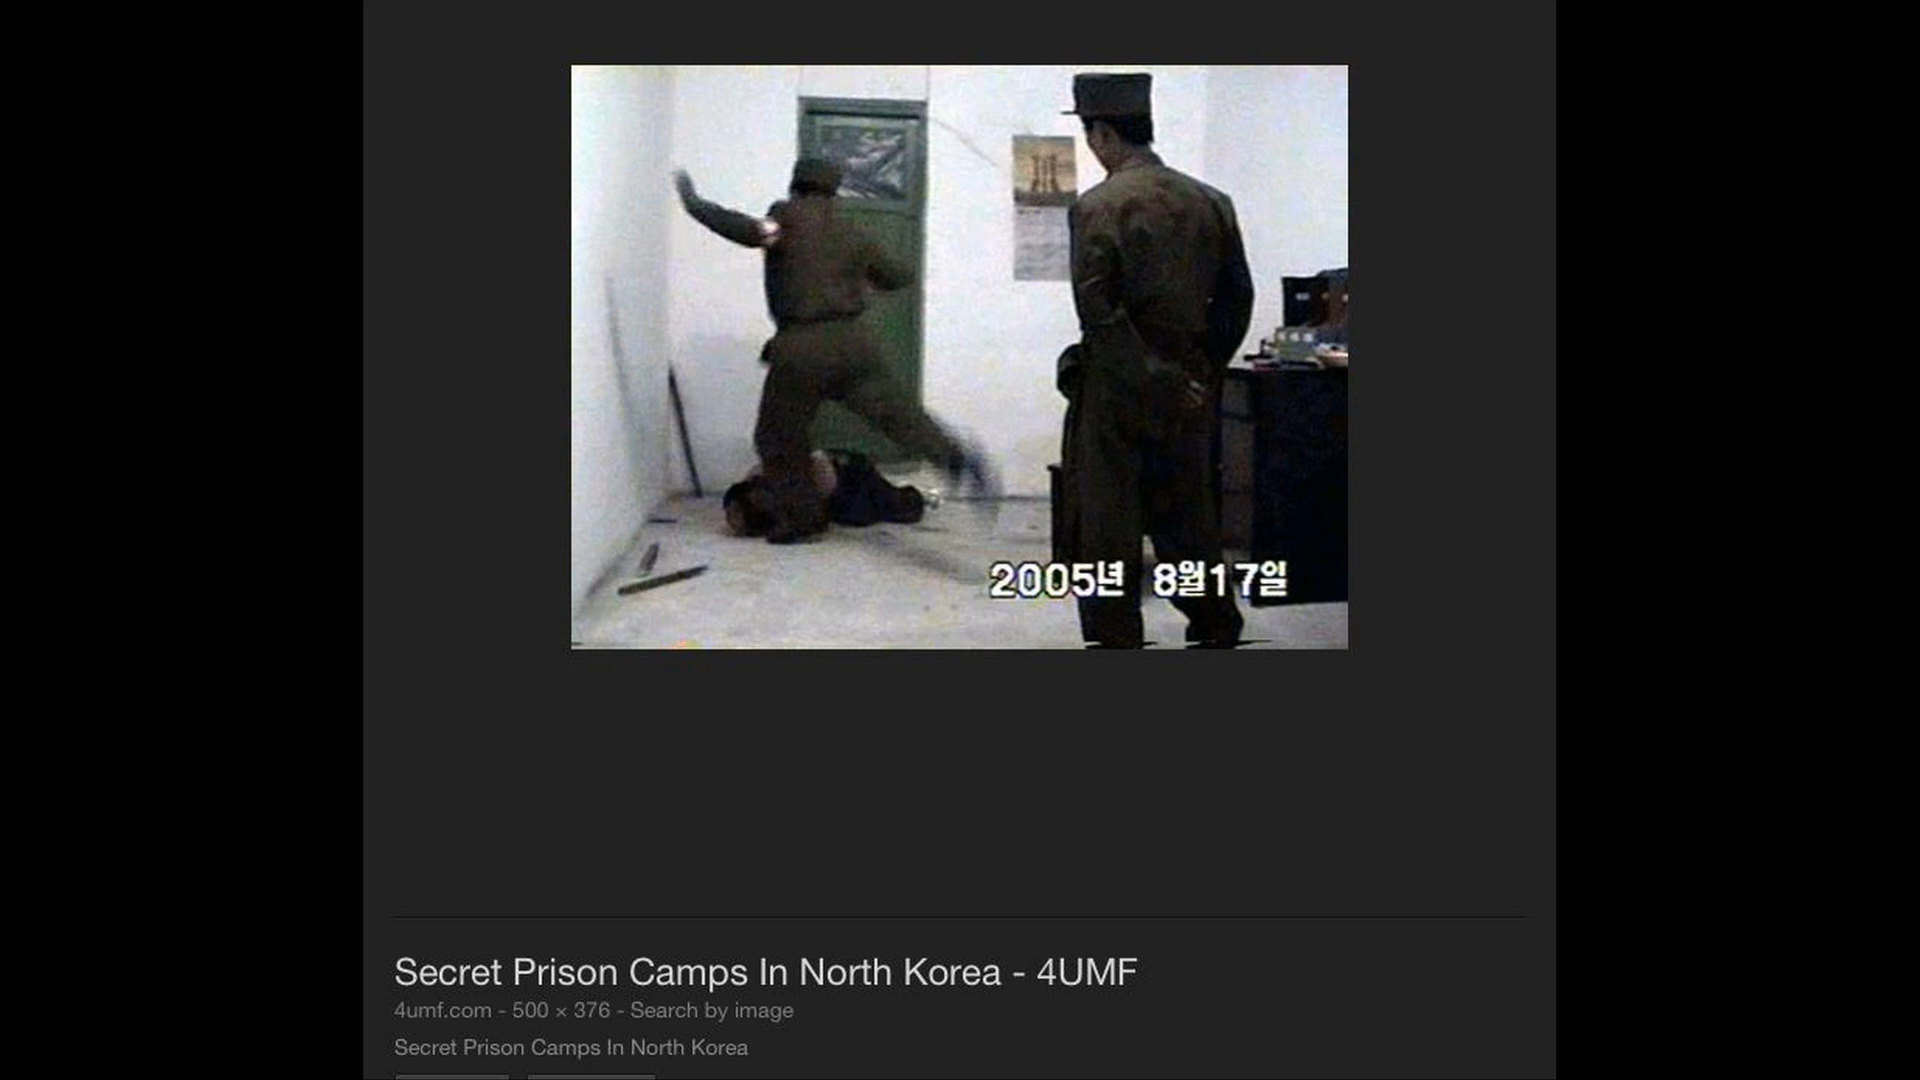 2005년 8월17일
Secret Prison Camps In North Korea - 4UMF
4umf.com - 500 × 376 - Search by image
Secret Prison Camps In North Korea